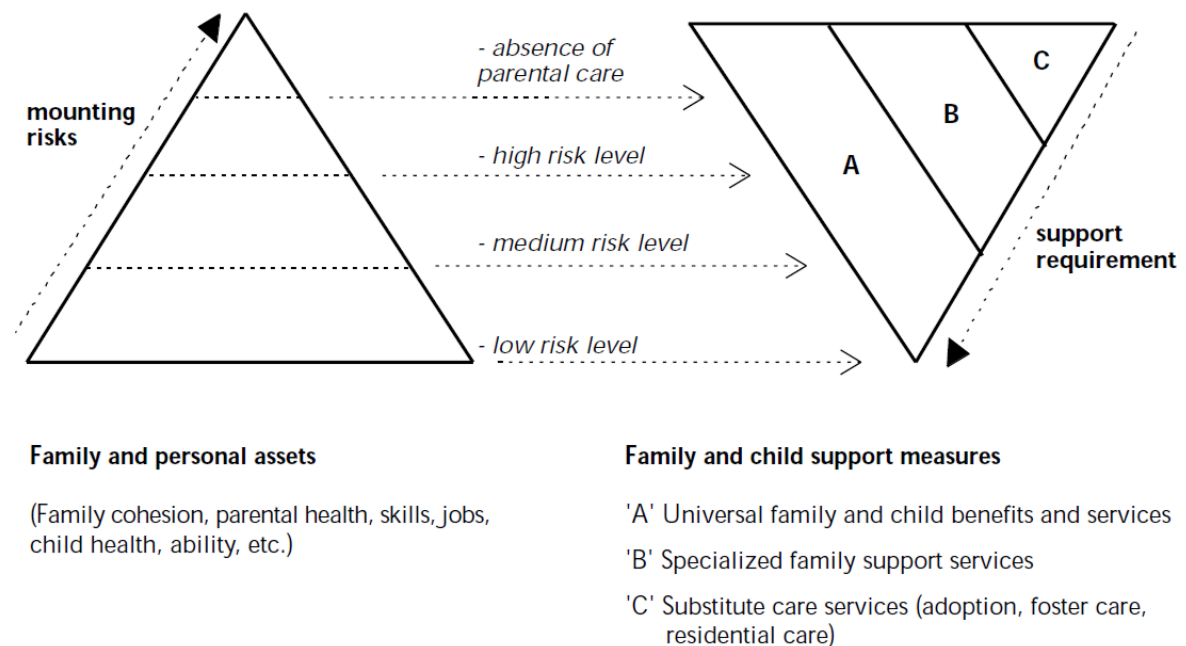 - absence of
parental care
C
mounting
risks
B
- high risk level
A
- medium risk level
support
requirement
- low risk level
Family and personal assets
(Family cohesion, parental health, skills, jobs,
child health, ability, etc.)
Family and child support measures
'A' Universal family and child benefits and services
'B' Specialized family support services
'C' Substitute care services (adoption, foster care,
residential care)